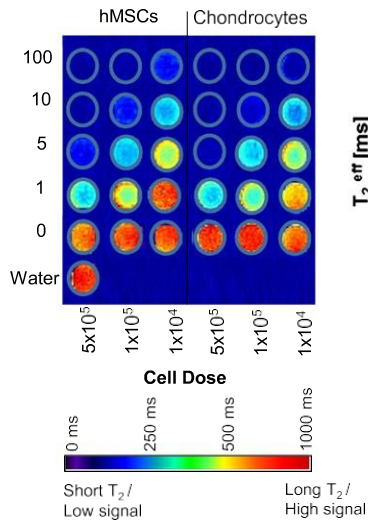 hMSCs Chondrocytes
100
10
5
1
0
Water
5x10⁵ 1x10⁵ 1x10⁴ 5x10⁵ 1x10⁵ 1x10⁴
Cell Dose
T₂ ᵉᶠᶠ [ms]
0 ms 250 ms 500 ms 1000 ms
Short T₂ / Long T₂ /
Low signal High signal